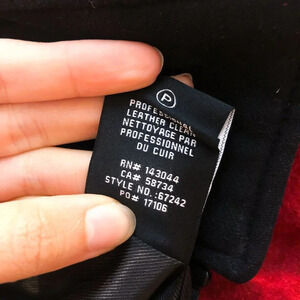 P
PROFESSIONAL
LEATHER CLEAN
NETTOYAGE PAR
PROFESSIONNEL
DU CUIR
RN# 143044
CA# 58734
STYLE NO.:67242
PO# 17106